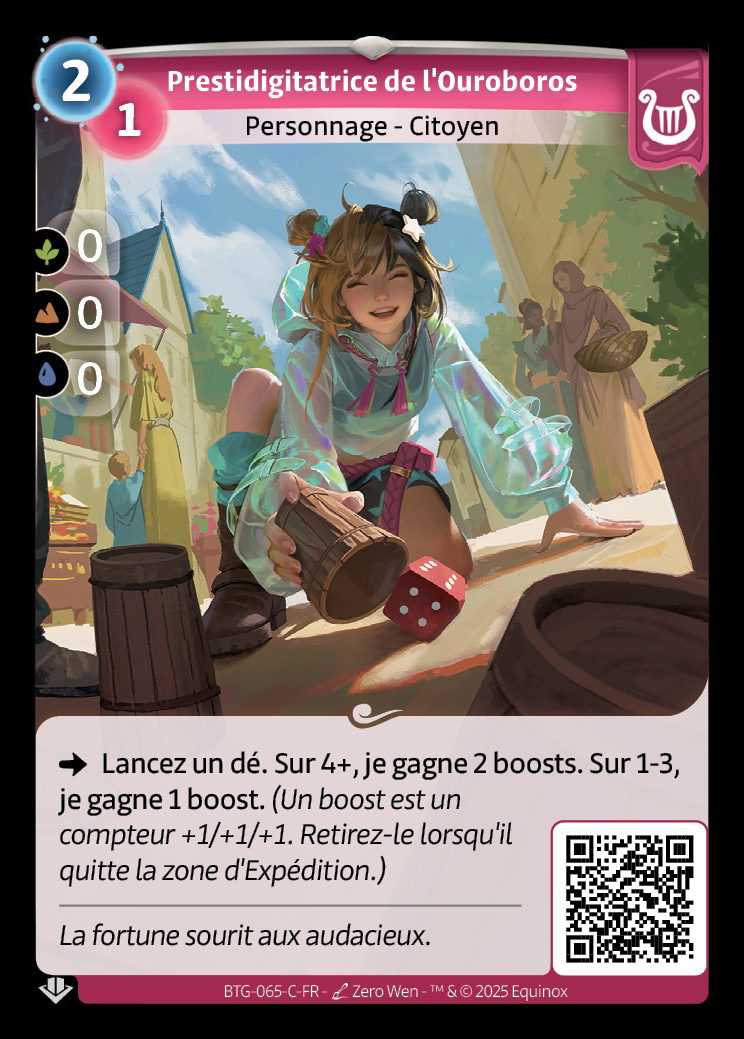 2
Prestidigitatrice de l'Ouroboros
1
Personnage - Citoyen
0
0
0
Lancez un dé. Sur 4+, je gagne 2 boosts. Sur 1-3,
je gagne 1 boost. (Un boost est un
compteur +1/+1/+1. Retirez-le lorsqu'il
quitte la zone d'Expédition.)
La fortune sourit aux audacieux.
BTG-065-C-FR - Zero Wen - ™ & © 2025 Equinox